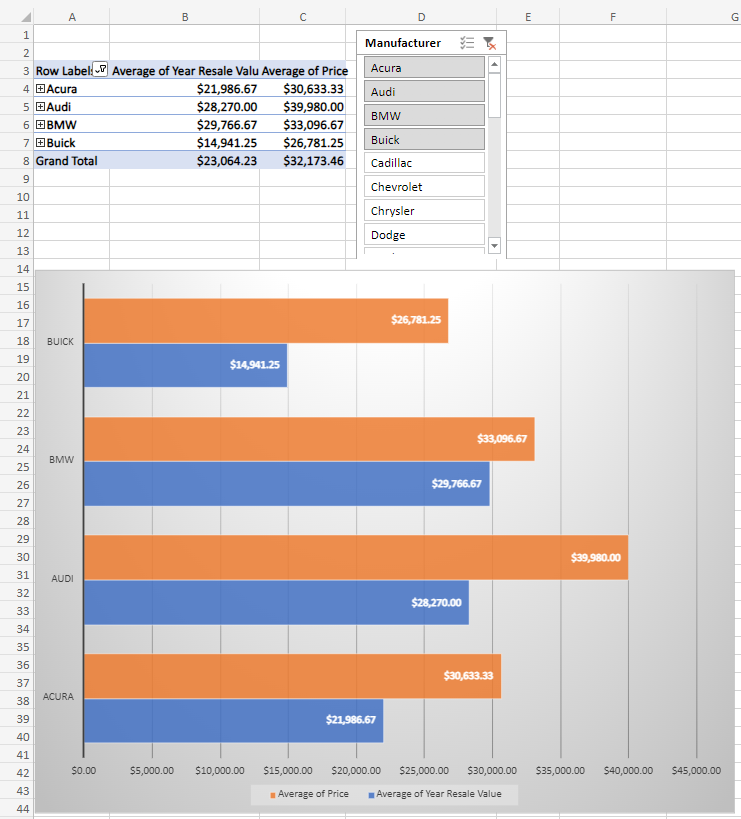 A B C D E F G
1
2
3 Row Labels Average of Year Resale Valu Average of Price
4 Acura $21,986.67 $30,633.33
5 Audi $28,270.00 $39,980.00
6 BMW $29,766.67 $33,096.67
7 Buick $14,941.25 $26,781.25
8 Grand Total $23,064.23 $32,173.46
9
10
11
12
13
14
15
16
17
18
19
20
21
22
23
24
25
26
27
28
29
30
31
32
33
34
35
36
37
38
39
40
41
42
43
44
Manufacturer
Acura
Audi
BMW
Buick
Cadillac
Chevrolet
Chrysler
Dodge
$26,781.25
BUICK
$14,941.25
$33,096.67
BMW
$29,766.67
$39,980.00
AUDI
$28,270.00
$30,633.33
ACURA
$21,986.67
$0.00 $5,000.00 $10,000.00 $15,000.00 $20,000.00 $25,000.00 $30,000.00 $35,000.00 $40,000.00 $45,000.00
Average of Price Average of Year Resale Value